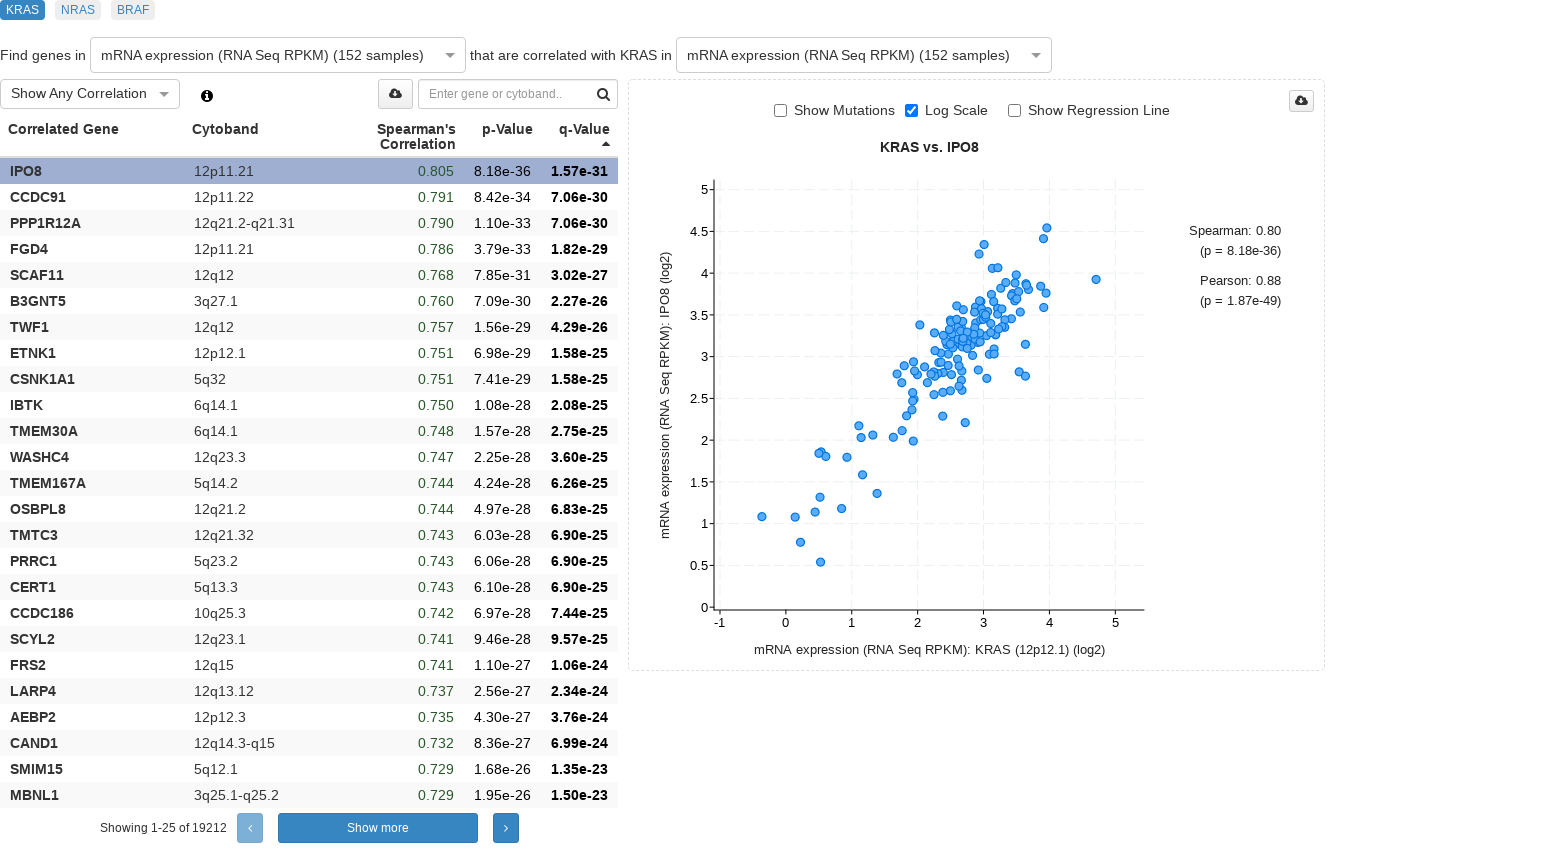 KRAS NRAS BRAF
Find genes in mRNA expression (RNA Seq RPKM) (152 samples) that are correlated with KRAS in mRNA expression (RNA Seq RPKM) (152 samples)
Show Any Correlation Enter gene or cytoband..
Correlated Gene Cytoband Spearman's Correlation p-Value q-Value
IPO8 12p11.21 0.805 8.18e-36 1.57e-31
CCDC91 12p11.22 0.791 8.42e-34 7.06e-30
PPP1R12A 12q21.2-q21.31 0.790 1.10e-33 7.06e-30
FGD4 12p11.21 0.786 3.79e-33 1.82e-29
SCAF11 12q12 0.768 7.85e-31 3.02e-27
B3GNT5 3q27.1 0.760 7.09e-30 2.27e-26
TWF1 12q12 0.757 1.56e-29 4.29e-26
ETNK1 12p12.1 0.751 6.98e-29 1.58e-25
CSNK1A1 5q32 0.751 7.41e-29 1.58e-25
IBTK 6q14.1 0.750 1.08e-28 2.08e-25
TMEM30A 6q14.1 0.748 1.57e-28 2.75e-25
WASHC4 12q23.3 0.747 2.25e-28 3.60e-25
TMEM167A 5q14.2 0.744 4.24e-28 6.26e-25
OSBPL8 12q21.2 0.744 4.97e-28 6.83e-25
TMTC3 12q21.32 0.743 6.03e-28 6.90e-25
PRRC1 5q23.2 0.743 6.06e-28 6.90e-25
CERT1 5q13.3 0.743 6.10e-28 6.90e-25
CCDC186 10q25.3 0.742 6.97e-28 7.44e-25
SCYL2 12q23.1 0.741 9.46e-28 9.57e-25
FRS2 12q15 0.741 1.10e-27 1.06e-24
LARP4 12q13.12 0.737 2.56e-27 2.34e-24
AEBP2 12p12.3 0.735 4.30e-27 3.76e-24
CAND1 12q14.3-q15 0.732 8.36e-27 6.99e-24
SMIM15 5q12.1 0.729 1.68e-26 1.35e-23
MBNL1 3q25.1-q25.2 0.729 1.95e-26 1.50e-23
Showing 1-25 of 19212 Show more
Show Mutations Log Scale Show Regression Line
KRAS vs. IPO8
mRNA expression (RNA Seq RPKM): IPO8 (log2)
5
4.5
4
3.5
3
2.5
2
1.5
1
0.5
0
-1 0 1 2 3 4 5
mRNA expression (RNA Seq RPKM): KRAS (12p12.1) (log2)
Spearman: 0.80
(p = 8.18e-36)
Pearson: 0.88
(p = 1.87e-49)